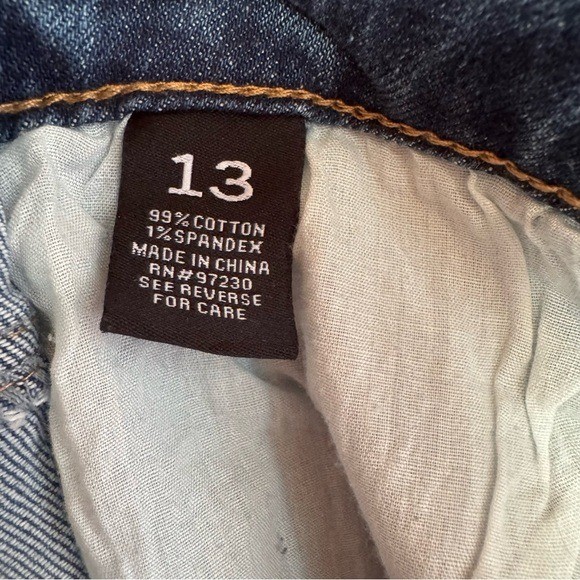 13
99% COTTON
1% SPANDEX
MADE IN CHINA
RN#97230
SEE REVERSE
FOR CARE